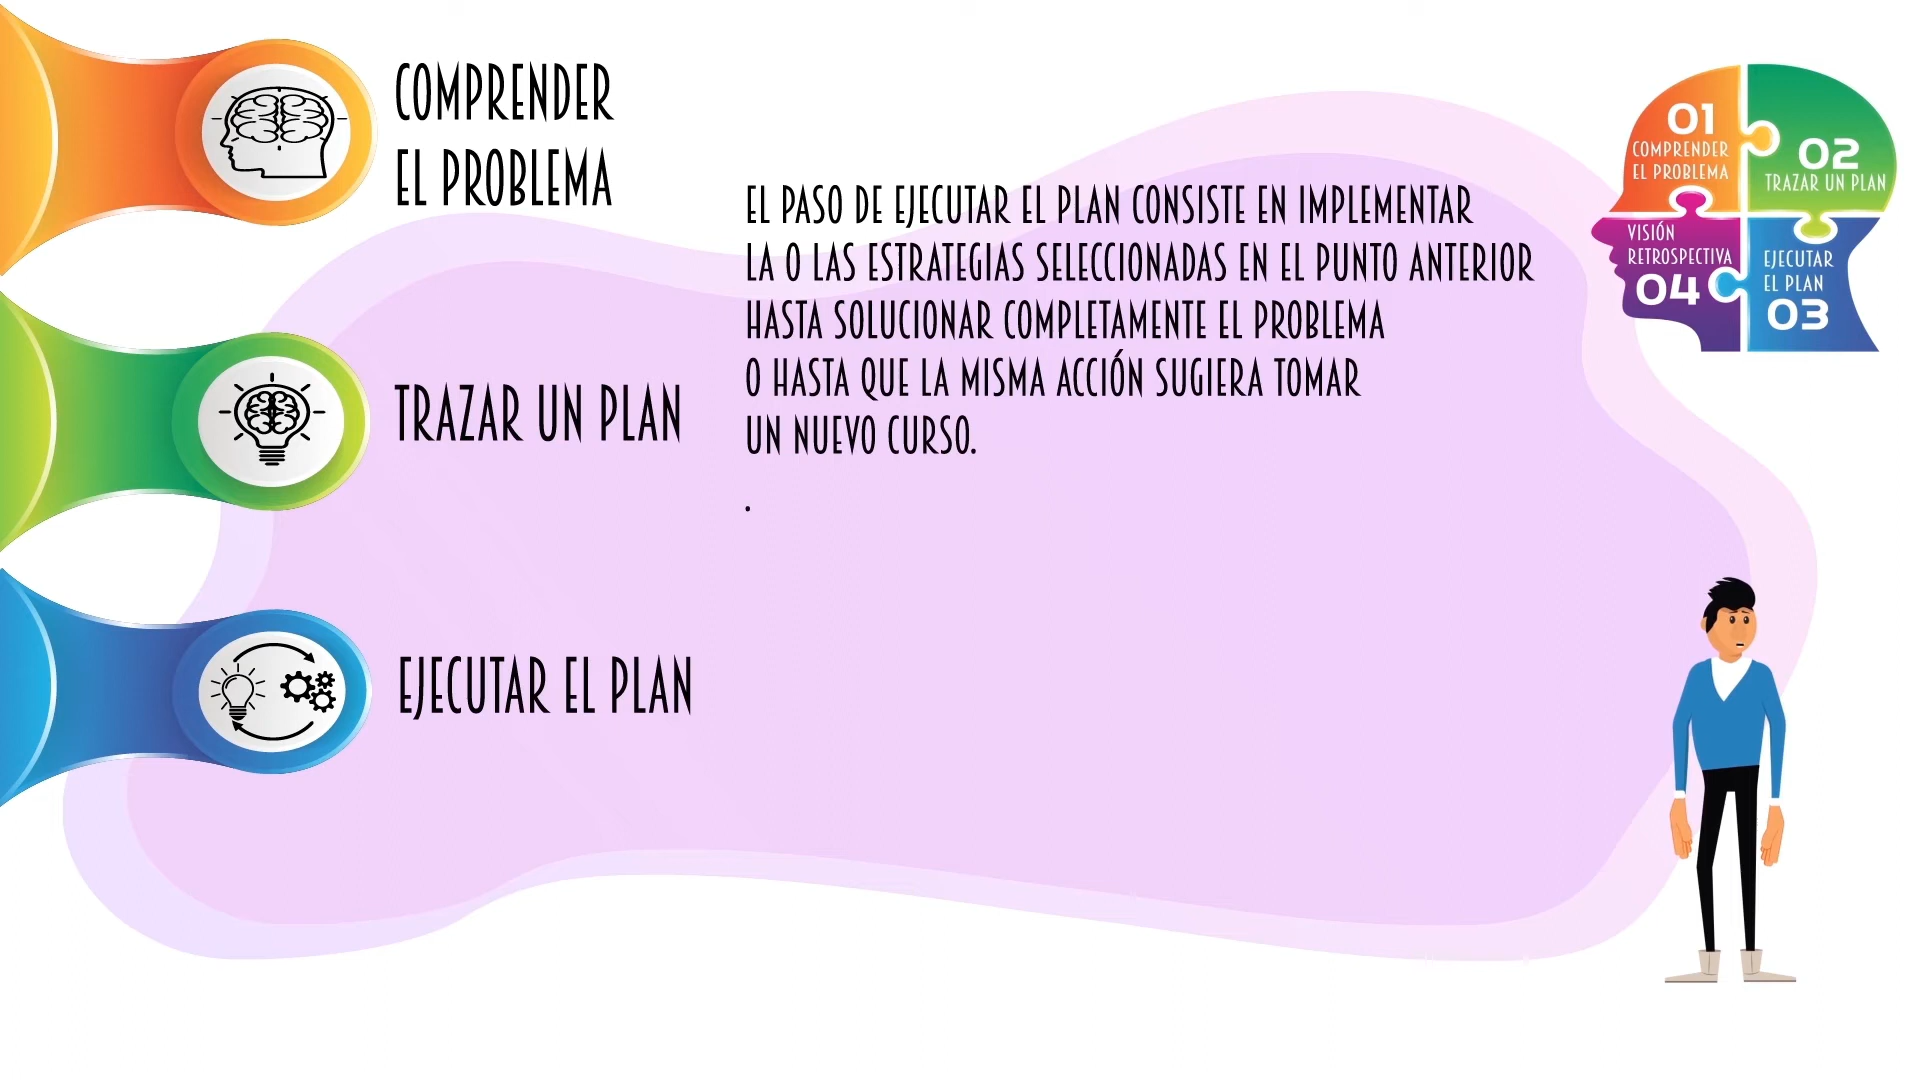 COMPRENDER
EL PROBLEMA
TRAZAR UN PLAN
EJECUTAR EL PLAN
EL PASO DE EJECUTAR EL PLAN CONSISTE EN IMPLEMENTAR
LA O LAS ESTRATEGIAS SELECCIONADAS EN EL PUNTO ANTERIOR
HASTA SOLUCIONAR COMPLETAMENTE EL PROBLEMA
O HASTA QUE LA MISMA ACCIÓN SUGIERA TOMAR
UN NUEVO CURSO.
.
01
COMPRENDER
EL PROBLEMA
02
TRAZAR UN PLAN
VISIÓN
RETROSPECTIVA
04
EJECUTAR
EL PLAN
03